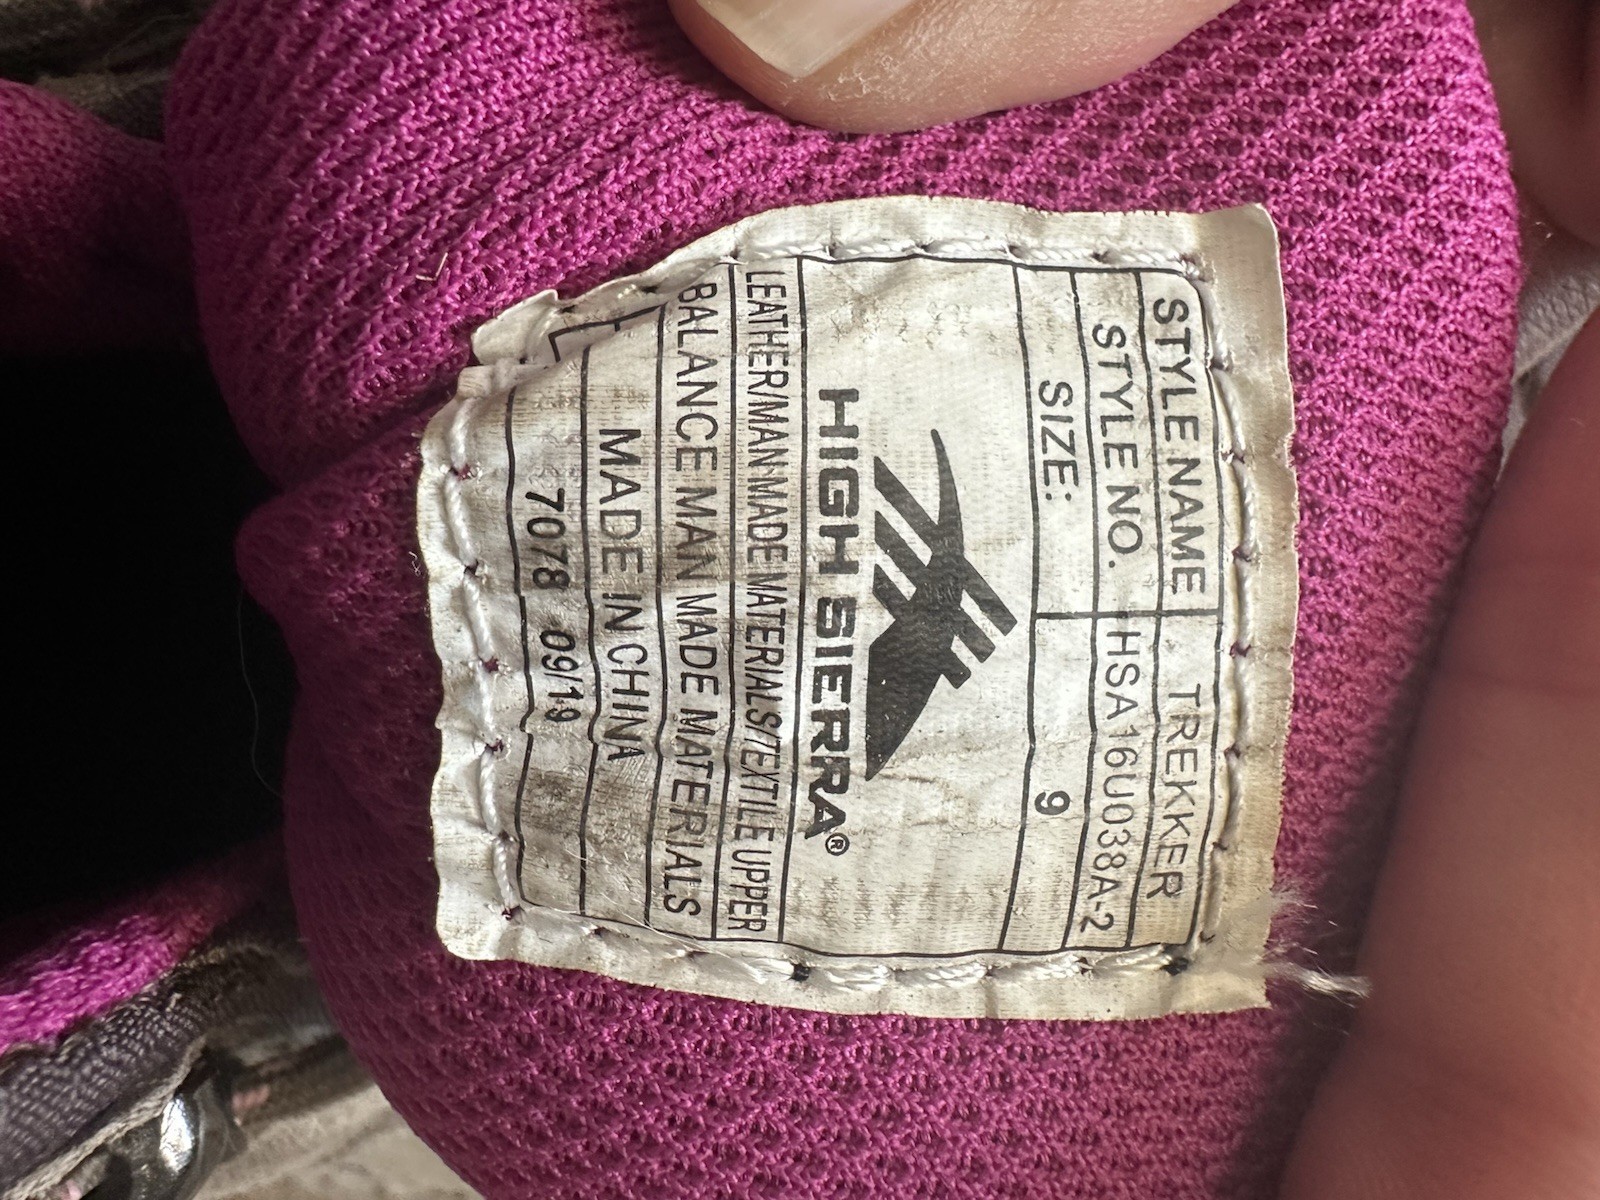 STYLE NAME TREKKER
STYLE NO. HSA16U038A-2
SIZE: 9
HIGH SIERRA®
LEATHER/MAN-MADE MATERIALS/TEXTILE UPPER
BALANCE MAN MADE MATERIALS
MADE IN CHINA
7078 09/19